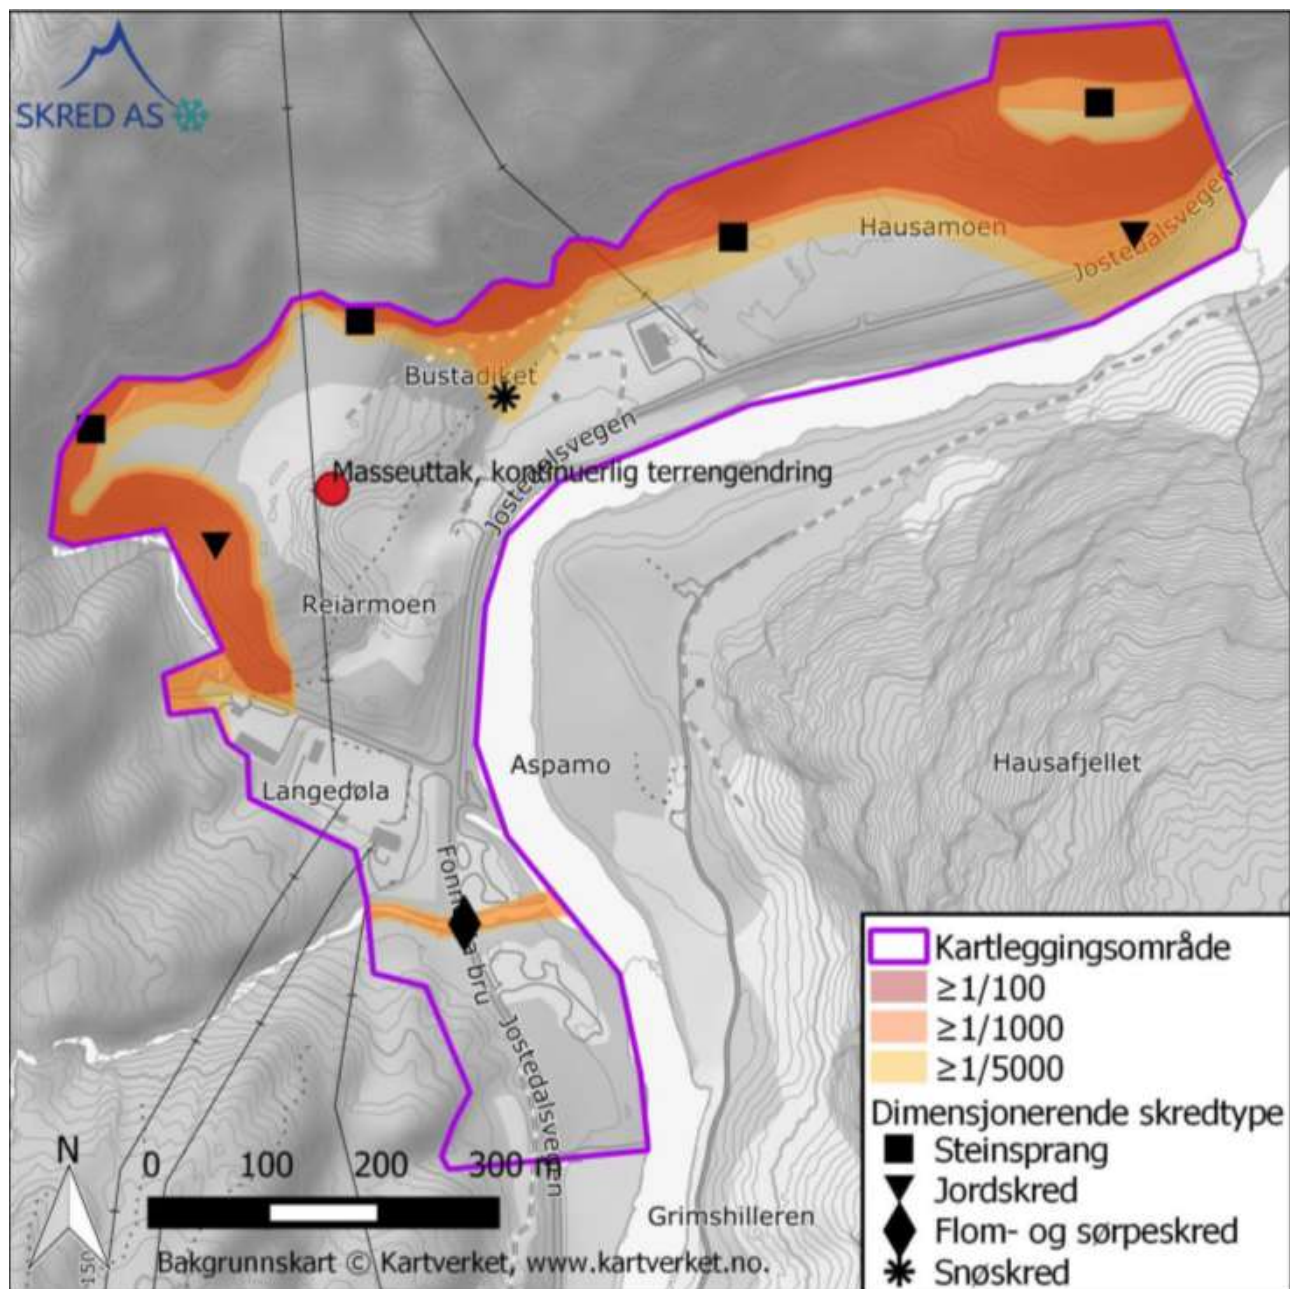 SKRED AS
Hausamoen
Jostedalsvegen
Bustadiket
Jostedalsvegen
Masseuttak, kontinuerlig terrengendring
Reiarmoen
Aspamo
Hausafjellet
Langedøla
Fonn a bru
Jostedalsvegen
Kartleggingsområde
≥1/100
≥1/1000
≥1/5000
Dimensjonerende skredtype
Steinsprang
Jordskred
Flom- og sørpeskred
Snøskred
N
0 100 200 300 m
Grimshilleren
Bakgrunnskart © Kartverket, www.kartverket.no.